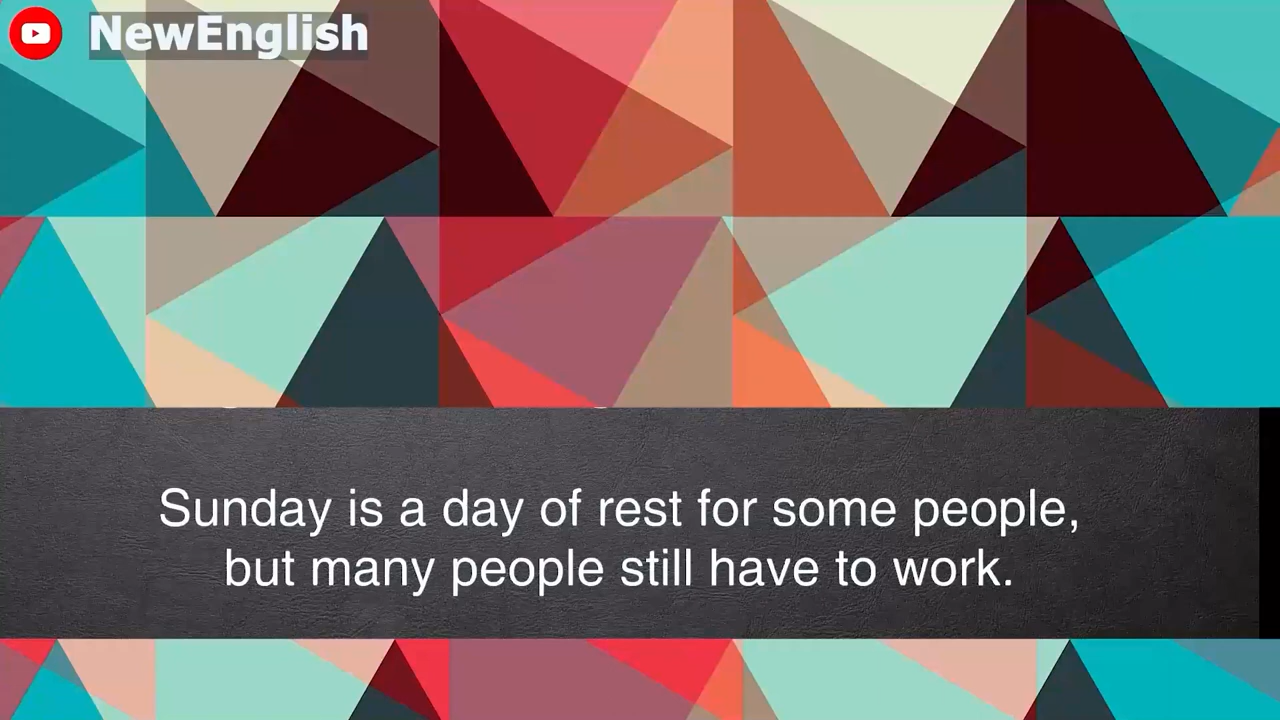 NewEnglish
Sunday is a day of rest for some people,
but many people still have to work.